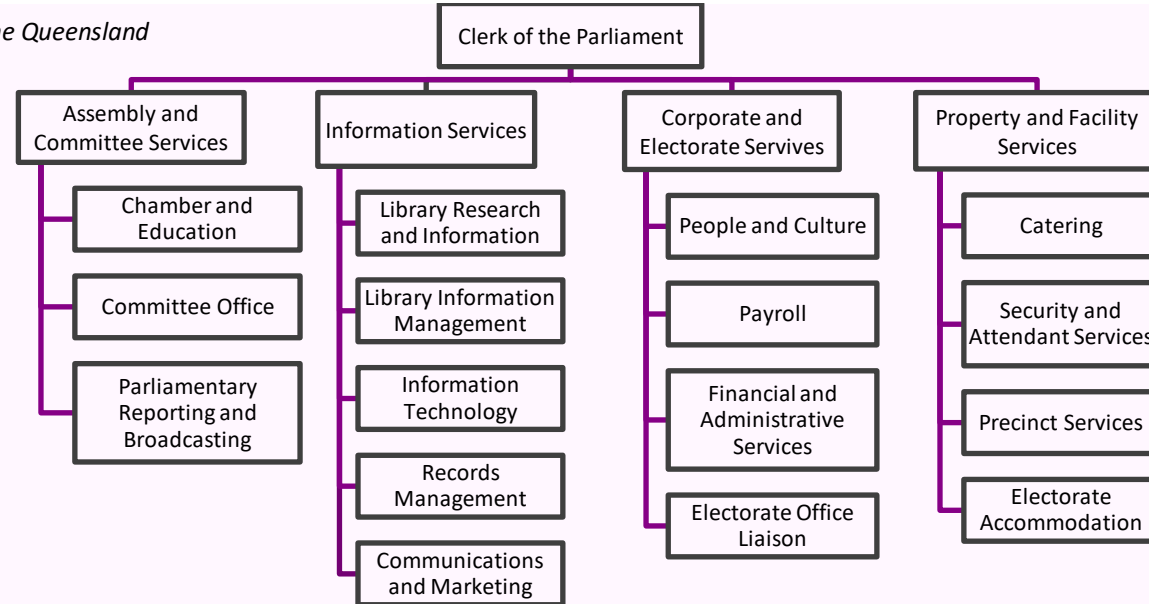 ne Queensland
Clerk of the Parliament
Assembly and
Committee Services
Chamber and
Education
Committee Office
Parliamentary
Reporting and
Broadcasting
Information Services
Library Research
and Information
Library Information
Management
Information
Technology
Records
Management
Communications
and Marketing
Corporate and
Electorate Servives
People and Culture
Payroll
Financial and
Administrative
Services
Electorate Office
Liaison
Property and Facility
Services
Catering
Security and
Attendant Services
Precinct Services
Electorate
Accommodation